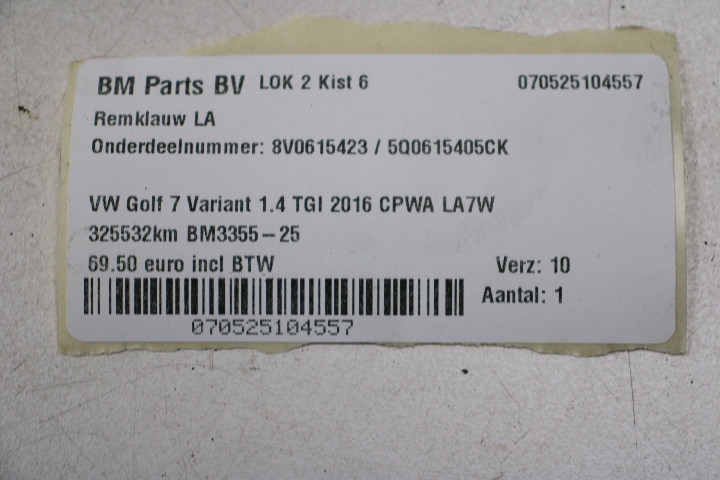 BM Parts BV LOK 2 Kist 6 070525104557
Remklauw LA
Onderdeelnummer: 8V0615423 / 5Q0615405CK
VW Golf 7 Variant 1.4 TGI 2016 CPWA LA7W
325532km BM3355-25
69.50 euro incl BTW Verz: 10
Aantal: 1
070525104557